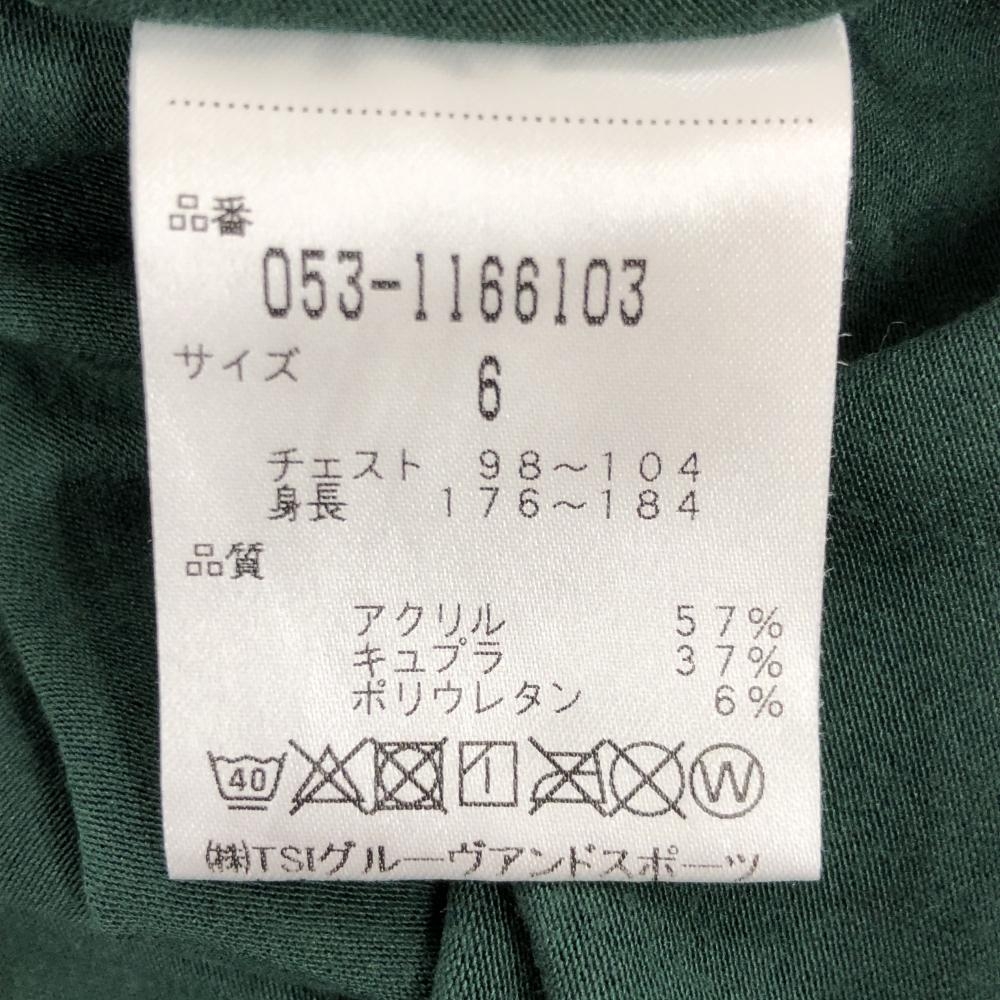 品番
053-1166103
サイズ 6
チェスト 98～104
身長 176～184
品質
アクリル 57%
キュプラ 37%
ポリウレタン 6%
40 W
㈱TSIグルーヴアンドスポーツ